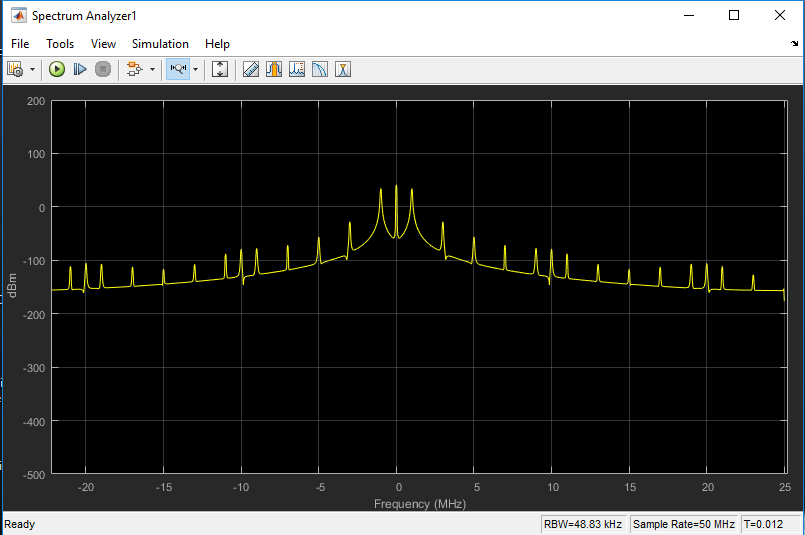 Spectrum Analyzer1
File Tools View Simulation Help
200
100
0
-100
-200
-300
-400
-500
dBm
-20 -15 -10 -5 0 5 10 15 20 25
Frequency (MHz)
Ready RBW=48.83 kHz Sample Rate=50 MHz T=0.012